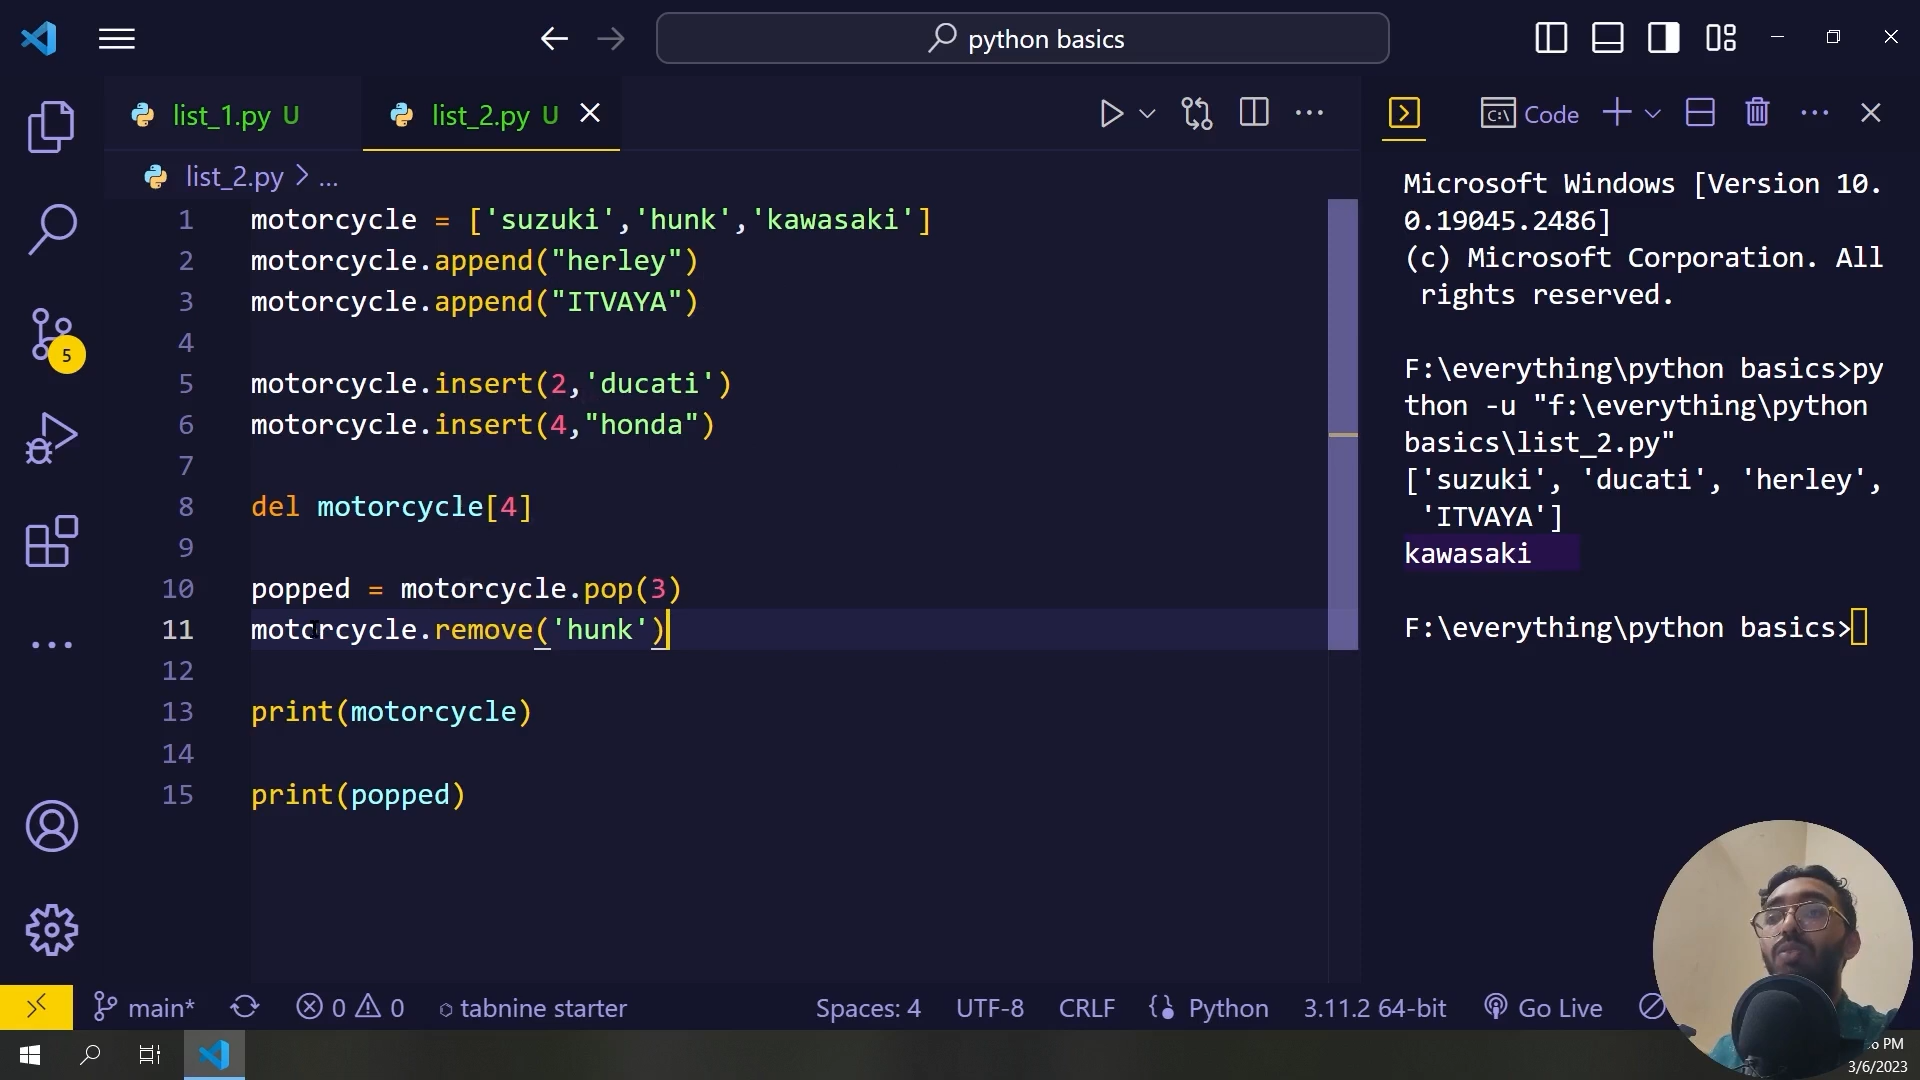 python basics
list_1.py U
list_2.py U
Code
list_2.py > ...
1 motorcycle = ['suzuki','hunk','kawasaki']
2 motorcycle.append("herley")
3 motorcycle.append("ITVAYA")
4
5 motorcycle.insert(2,'ducati')
6 motorcycle.insert(4,"honda")
7
8 del motorcycle[4]
9
10 popped = motorcycle.pop(3)
11 motorcycle.remove('hunk')
12
13 print(motorcycle)
14
15 print(popped)
Microsoft Windows [Version 10.
0.19045.2486]
(c) Microsoft Corporation. All
rights reserved.
F:\everything\python basics>py
thon -u "f:\everything\python
basics\list_2.py"
['suzuki', 'ducati', 'herley',
'ITVAYA']
kawasaki
F:\everything\python basics>
5
main* 0 0 tabnine starter Spaces: 4 UTF-8 CRLF Python 3.11.2 64-bit Go Live
PM
3/6/2023